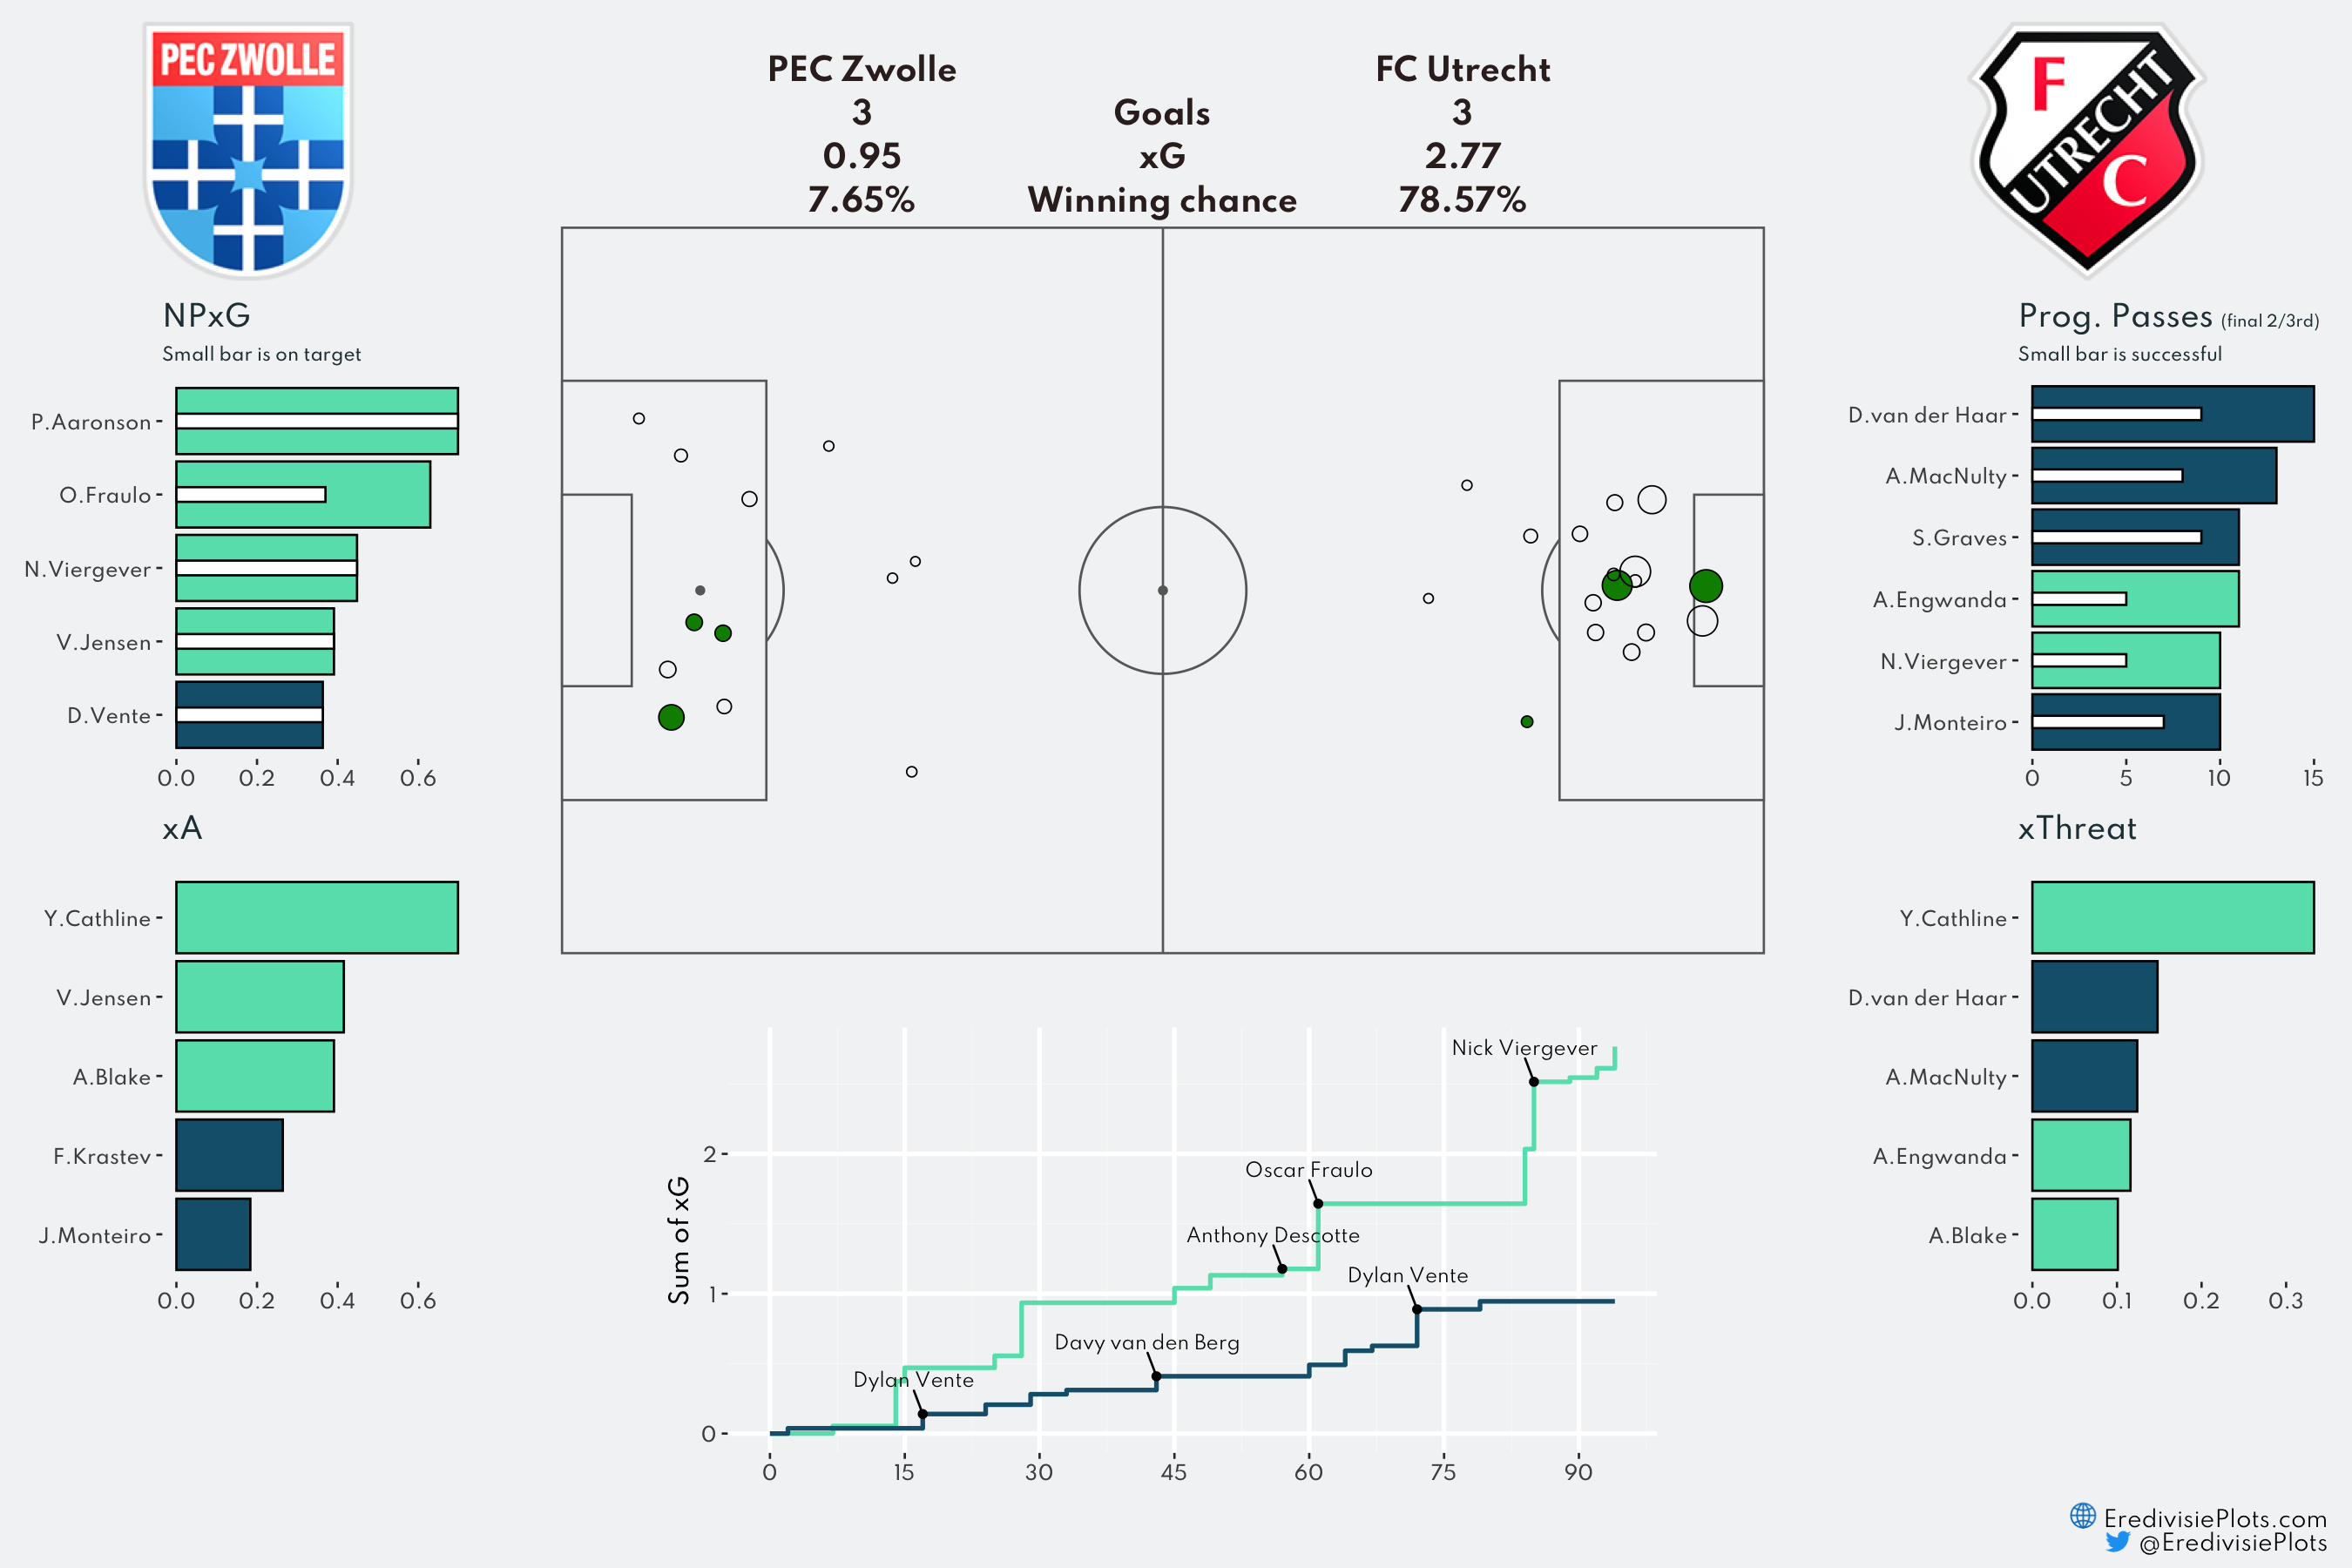 PEC ZWOLLE
PEC Zwolle
FC Utrecht
3 Goals 3
0.95 xG 2.77
7.65% Winning chance 78.57%
F
UTRECHT
C
NPxG
Small bar is on target
P.Aaronson
O.Fraulo
N.Viergever
V.Jensen
D.Vente
0.0 0.2 0.4 0.6
xA
Y.Cathline
V.Jensen
A.Blake
F.Krastev
J.Monteiro
0.0 0.2 0.4 0.6
Sum of xG
2
1
0
Nick Viergever
Oscar Fraulo
Anthony Descotte
Dylan Vente
Davy van den Berg
Dylan Vente
0 15 30 45 60 75 90
Prog. Passes (final 2/3rd)
Small bar is successful
D.van der Haar
A.MacNulty
S.Graves
A.Engwanda
N.Viergever
J.Monteiro
0 5 10 15
xThreat
Y.Cathline
D.van der Haar
A.MacNulty
A.Engwanda
A.Blake
0.0 0.1 0.2 0.3
EredivisiePlots.com
@EredivisiePlots